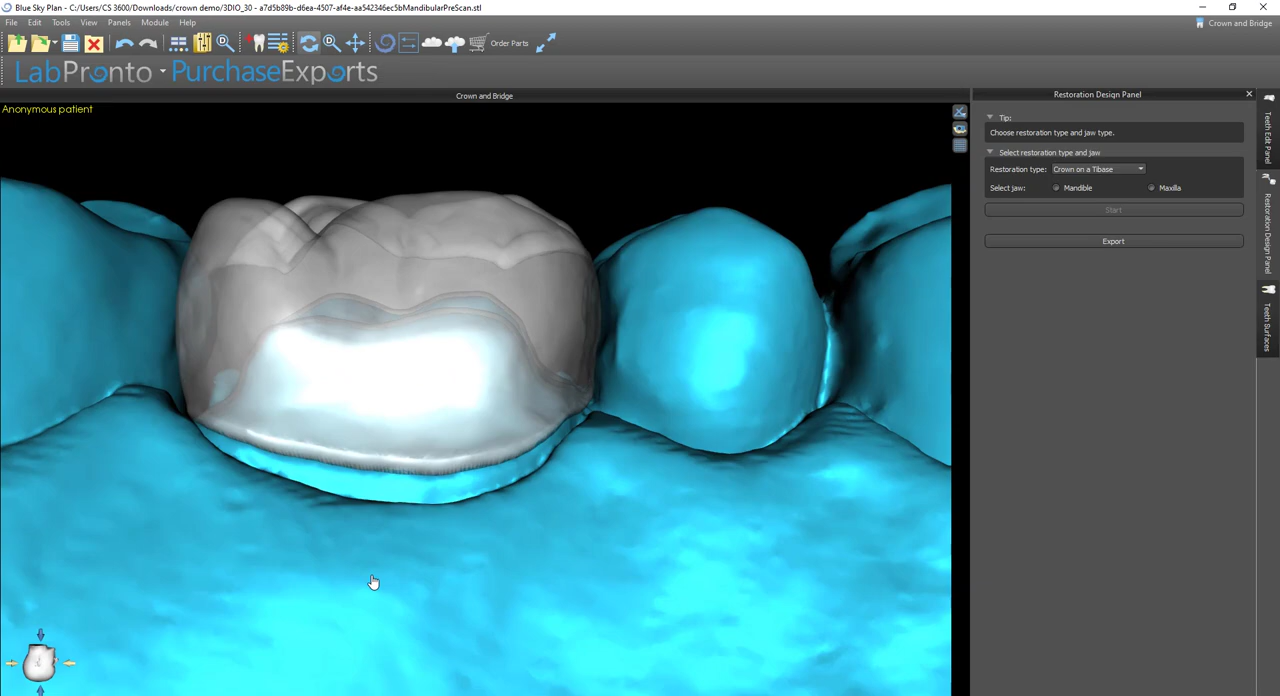 Blue Sky Plan - C:/Users/CS 3600/Downloads/crown demo/3DIO_30 - a7d5b89b-d6ea-4507-af4e-aa542346ec5bMandibularPreScan.stl
File Edit Tools View Panels Module Help
Crown and Bridge
Order Parts
LabPronto PurchaseExports
Crown and Bridge
Restoration Design Panel
Anonymous patient
Tip:
Choose restoration type and jaw type.
Select restoration type and jaw
Restoration type: Crown on a Tibase
Select jaw: Mandible Maxilla
Start
Export
Teeth Edit Panel
Restoration Design Panel
Teeth Surfaces